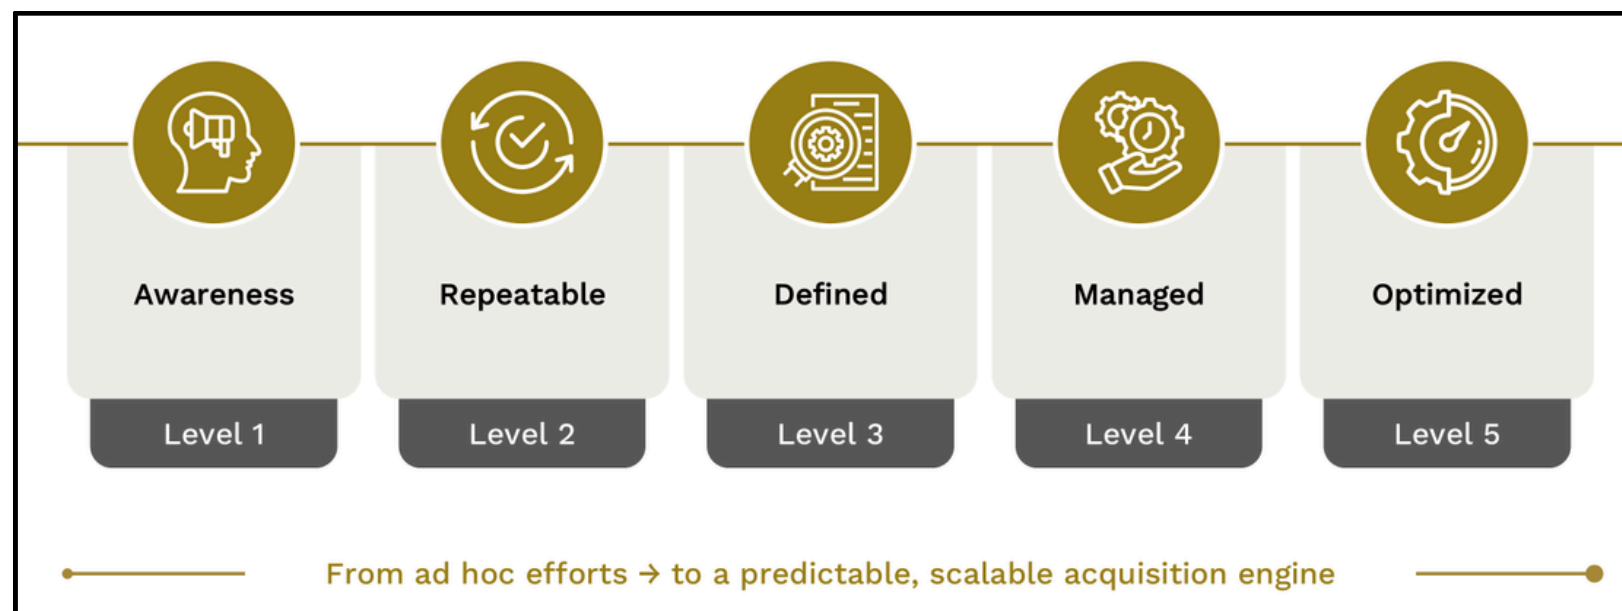 Awareness
Repeatable
Defined
Managed
Optimized
Level 1
Level 2
Level 3
Level 4
Level 5
From ad hoc efforts → to a predictable, scalable acquisition engine